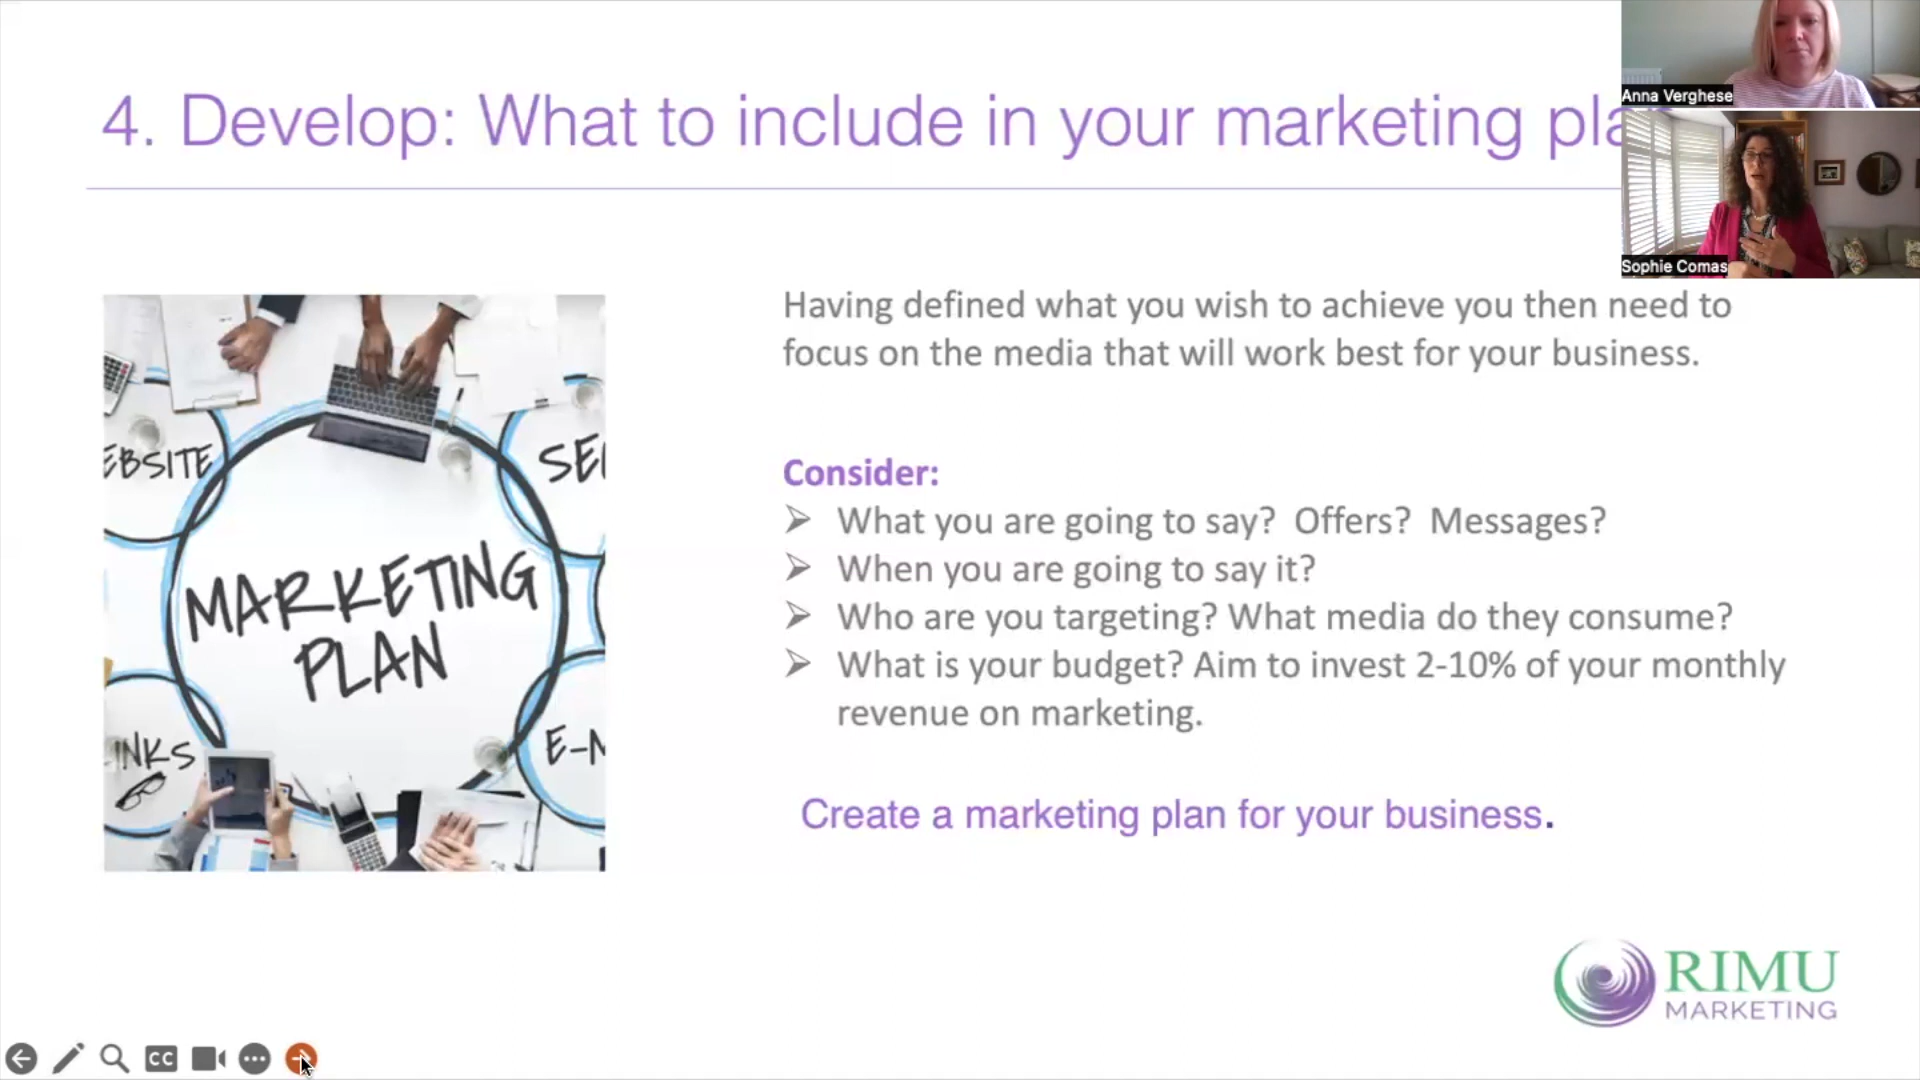 4. Develop: What to include in your marketing pla
Anna Verghese
Sophie Comas
Having defined what you wish to achieve you then need to
focus on the media that will work best for your business.
Consider:
What you are going to say? Offers? Messages?
When you are going to say it?
Who are you targeting? What media do they consume?
What is your budget? Aim to invest 2-10% of your monthly
revenue on marketing.
Create a marketing plan for your business.
EBSITE
SE
MARKETING
PLAN
INKS
E-M
RIMU
MARKETING
CC